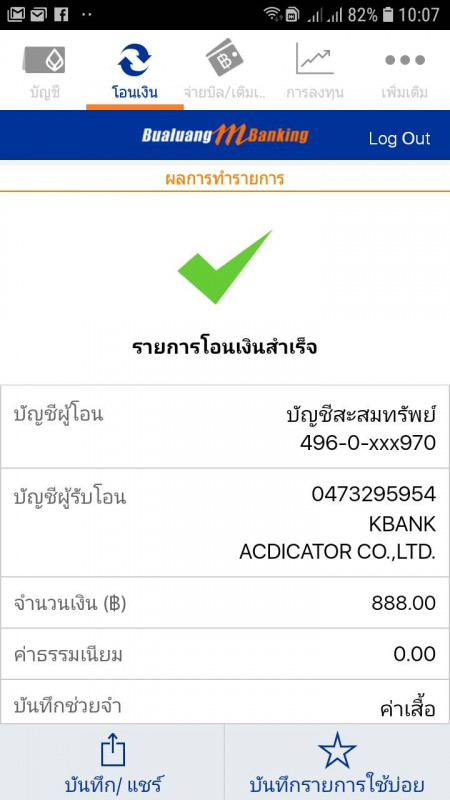 82% 10:07
บัญชี
โอนเงิน
จ่ายบิล/เติมเ..
การลงทุน
เพิ่มเติม
Bualuang mBanking
Log Out
ผลการทำรายการ
รายการโอนเงินสำเร็จ
บัญชีผู้โอน
บัญชีสะสมทรัพย์
496-0-xxx970
บัญชีผู้รับโอน
0473295954
KBANK
ACDICATOR CO.,LTD.
จำนวนเงิน (฿) 888.00
ค่าธรรมเนียม 0.00
บันทึกช่วยจำ ค่าเสื้อ
บันทึก/ แชร์
บันทึกรายการใช้บ่อย